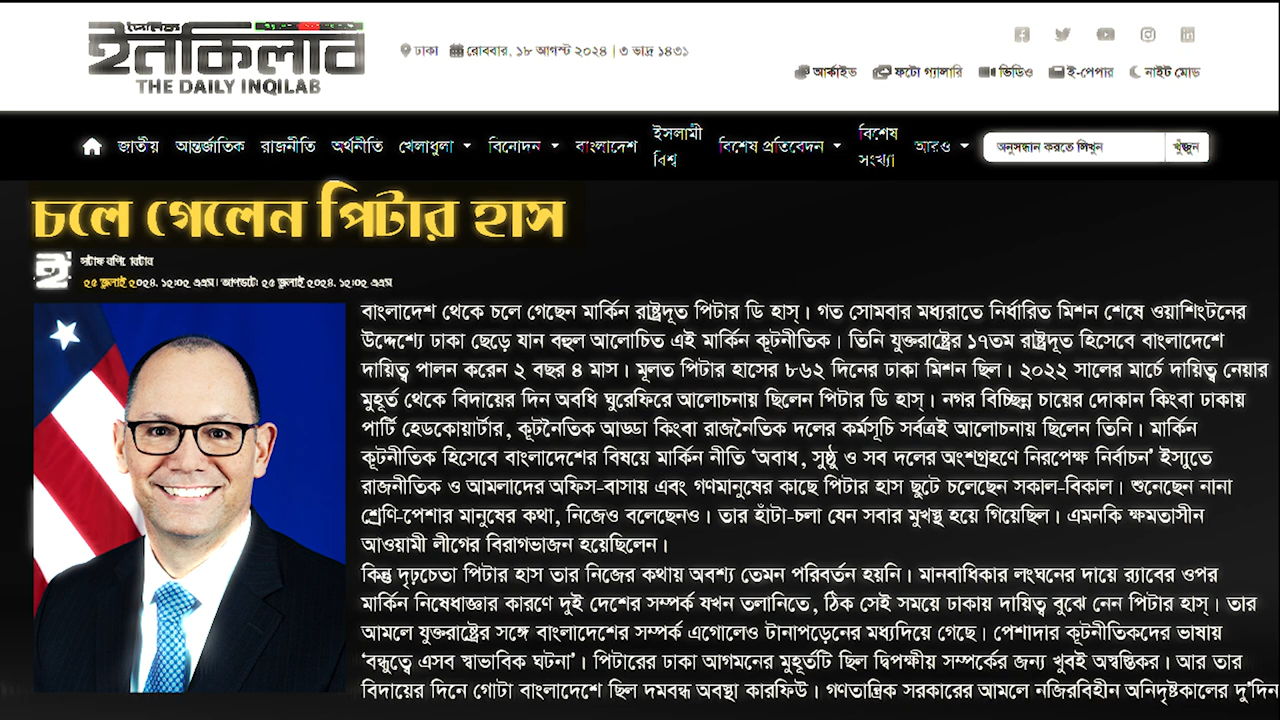 দৈনিক
ইনকিলাব
THE DAILY INQILAB
ঢাকা রোববার, ১৮ আগস্ট ২০২৪ | ৩ ভাদ্র ১৪৩১
আর্কাইভ ফটো গ্যালারি ভিডিও ই-পেপার নাইট মোড
জাতীয় আন্তর্জাতিক রাজনীতি অর্থনীতি খেলাধুলা বিনোদন বাংলাদেশ ইসলামী বিশ্ব বিশেষ প্রতিবেদন বিশেষ সংখ্যা আরও অনুসন্ধান করতে লিখুন খুঁজুন
চলে গেলেন পিটার হাস
স্টাফ রিপোর্টার
২৫ জুলাই ২০২৪, ১২:০২ এএম | আপডেট: ২৫ জুলাই ২০২৪, ১২:০২ এএম
বাংলাদেশ থেকে চলে গেছেন মার্কিন রাষ্ট্রদূত পিটার ডি হাস্। গত সোমবার মধ্যরাতে নির্ধারিত মিশন শেষে ওয়াশিংটনের
উদ্দেশ্যে ঢাকা ছেড়ে যান বহুল আলোচিত এই মার্কিন কূটনীতিক। তিনি যুক্তরাষ্ট্রের ১৭তম রাষ্ট্রদূত হিসেবে বাংলাদেশে
দায়িত্ব পালন করেন ২ বছর ৪ মাস। মূলত পিটার হাসের ৮৬২ দিনের ঢাকা মিশন ছিল। ২০২২ সালের মার্চে দায়িত্ব নেয়ার
মুহূর্ত থেকে বিদায়ের দিন অবধি ঘুরেফিরে আলোচনায় ছিলেন পিটার ডি হাস্। নগর বিচ্ছিন্ন চায়ের দোকান কিংবা ঢাকায়
পার্টি হেডকোয়ার্টার, কূটনৈতিক আড্ডা কিংবা রাজনৈতিক দলের কর্মসূচি সর্বত্রই আলোচনায় ছিলেন তিনি। মার্কিন
কূটনীতিক হিসেবে বাংলাদেশের বিষয়ে মার্কিন নীতি ‘অবাধ, সুষ্ঠু ও সব দলের অংশগ্রহণে নিরপেক্ষ নির্বাচন’ ইস্যুতে
রাজনীতিক ও আমলাদের অফিস-বাসায় এবং গণমানুষের কাছে পিটার হাস ছুটে চলেছেন সকাল-বিকাল। শুনেছেন নানা
শ্রেণি-পেশার মানুষের কথা, নিজেও বলেছেনও। তার হাঁটা-চলা যেন সবার মুখস্থ হয়ে গিয়েছিল। এমনকি ক্ষমতাসীন
আওয়ামী লীগের বিরাগভাজন হয়েছিলেন।
কিন্তু দৃঢ়চেতা পিটার হাস তার নিজের কথায় অবশ্য তেমন পরিবর্তন হয়নি। মানবাধিকার লংঘনের দায়ে র‍্যাবের ওপর
মার্কিন নিষেধাজ্ঞার কারণে দুই দেশের সম্পর্ক যখন তলানিতে, ঠিক সেই সময়ে ঢাকায় দায়িত্ব বুঝে নেন পিটার হাস্। তার
আমলে যুক্তরাষ্ট্রের সঙ্গে বাংলাদেশের সম্পর্ক এগোলেও টানাপড়েনের মধ্যদিয়ে গেছে। পেশাদার কূটনীতিকদের ভাষায়
‘বন্ধুত্বে এসব স্বাভাবিক ঘটনা’। পিটারের ঢাকা আগমনের মুহূর্তটি ছিল দ্বিপক্ষীয় সম্পর্কের জন্য খুবই অস্বস্তিকর। আর তার
বিদায়ের দিনে গোটা বাংলাদেশে ছিল দমবন্ধ অবস্থা কারফিউ। গণতান্ত্রিক সরকারের আমলে নজিরবিহীন অনির্দৃষ্টকালের দু’দিন